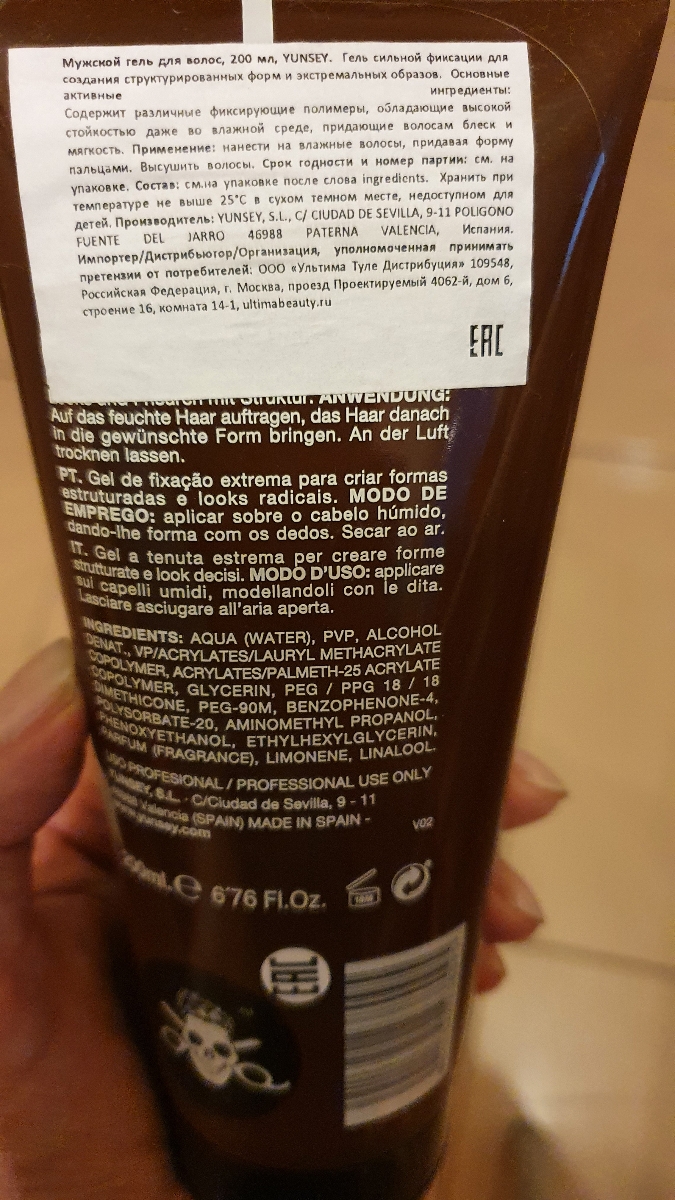 Мужской гель для волос, 200 мл, YUNSEY. Гель сильной фиксации для
создания структурированных форм и экстремальных образов. Основные
активные ингредиенты:
Содержит различные фиксирующие полимеры, обладающие высокой
стойкостью даже во влажной среде, придающие волосам блеск и
мягкость. Применение: нанести на влажные волосы, придавая форму
пальцами. Высушить волосы. Срок годности и номер партии: см. на
упаковке. Состав: см.на упаковке после слова ingredients. Хранить при
температуре не выше 25°C в сухом темном месте, недоступном для
детей. Производитель: YUNSEY, S.L., C/ CIUDAD DE SEVILLA, 9-11 POLIGONO
FUENTE DEL JARRO 46988 PATERNA VALENCIA, Испания.
Импортер/Дистрибьютор/Организация, уполномоченная принимать
претензии от потребителей: ООО «Ультима Туле Дистрибуция» 109548,
Российская Федерация, г. Москва, проезд Проектируемый 4062-й, дом 6,
строение 16, комната 14-1, ultimabeauty.ru
EAC
mit Struktur. ANWENDUNG:
Auf das feuchte Haar auftragen, das Haar danach
in die gewünschte Form bringen. An der Luft
trocknen lassen.
PT. Gel de fixação extrema para criar formas
estruturadas e looks radicais. MODO DE
EMPREGO: aplicar sobre o cabelo húmido,
dando-lhe forma com os dedos. Secar ao ar.
IT. Gel a tenuta estrema per creare forme
strutturate e look decisi. MODO D'USO: applicare
sui capelli umidi, modellandoli con le dita.
Lasciare asciugare all'aria aperta.
INGREDIENTS: AQUA (WATER), PVP, ALCOHOL
DENAT., VP/ACRYLATES/LAURYL METHACRYLATE
COPOLYMER, ACRYLATES/PALMETH-25 ACRYLATE
COPOLYMER, GLYCERIN, PEG / PPG 18 / 18
DIMETHICONE, PEG-90M, BENZOPHENONE-4,
POLYSORBATE-20, AMINOMETHYL PROPANOL,
PHENOXYETHANOL, ETHYLHEXYLGLYCERIN,
PARFUM (FRAGRANCE), LIMONENE, LINALOOL.
USO PROFESIONAL / PROFESSIONAL USE ONLY
YUNSEY, S.L. · C/Ciudad de Sevilla, 9 - 11
Valencia (SPAIN) MADE IN SPAIN -
www.yunsey.com V02
200ml.e 6'76 Fl.Oz.
EAC